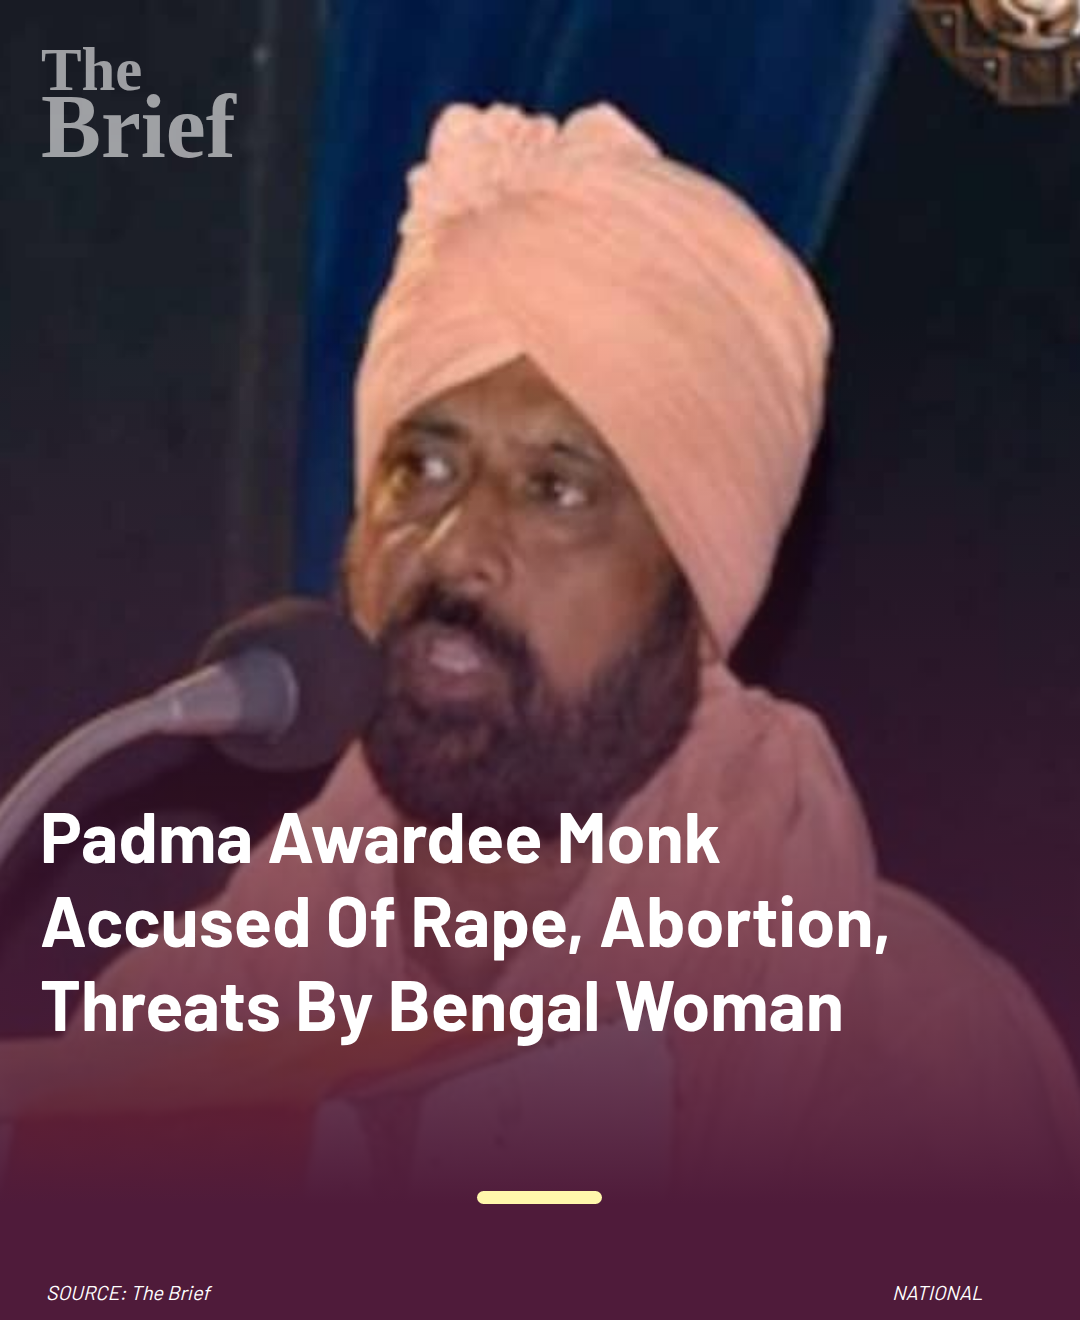 The
Brief
Padma Awardee Monk
Accused Of Rape, Abortion,
Threats By Bengal Woman
SOURCE: The Brief
NATIONAL